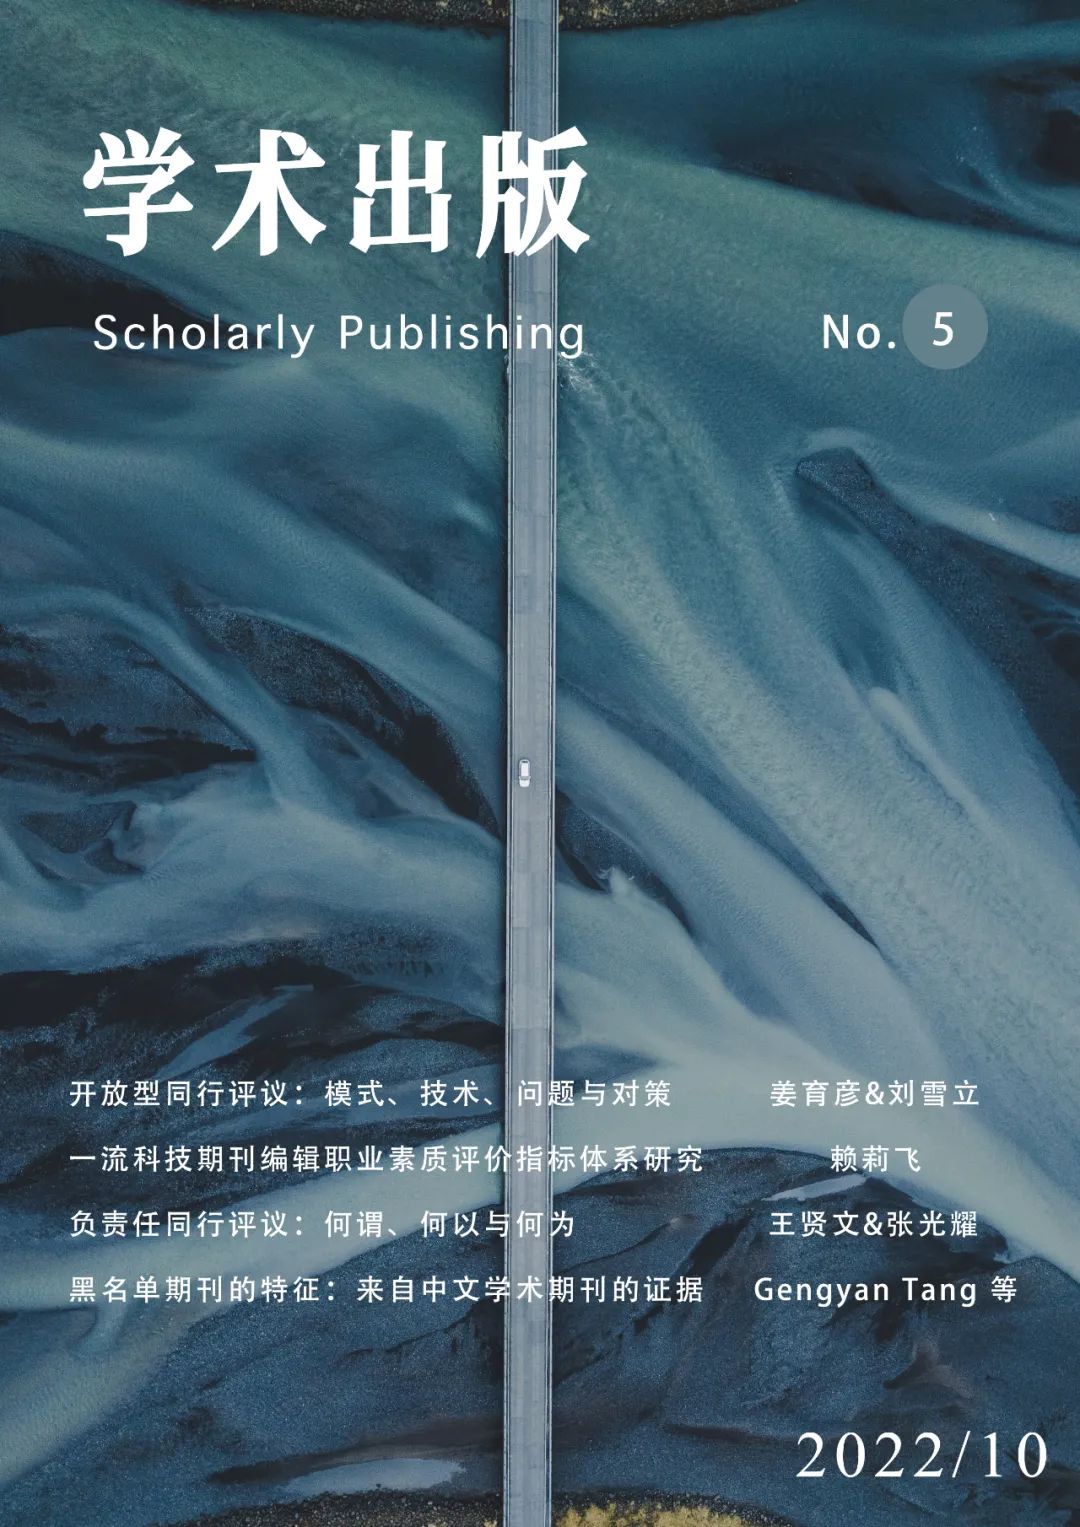 学术出版
Scholarly Publishing No. 5
开放型同行评议：模式、技术、问题与对策 姜育彦&刘雪立
一流科技期刊编辑职业素质评价指标体系研究 赖莉飞
负责任同行评议：何谓、何以与何为 王贤文&张光耀
黑名单期刊的特征：来自中文学术期刊的证据 Gengyan Tang 等
2022/10